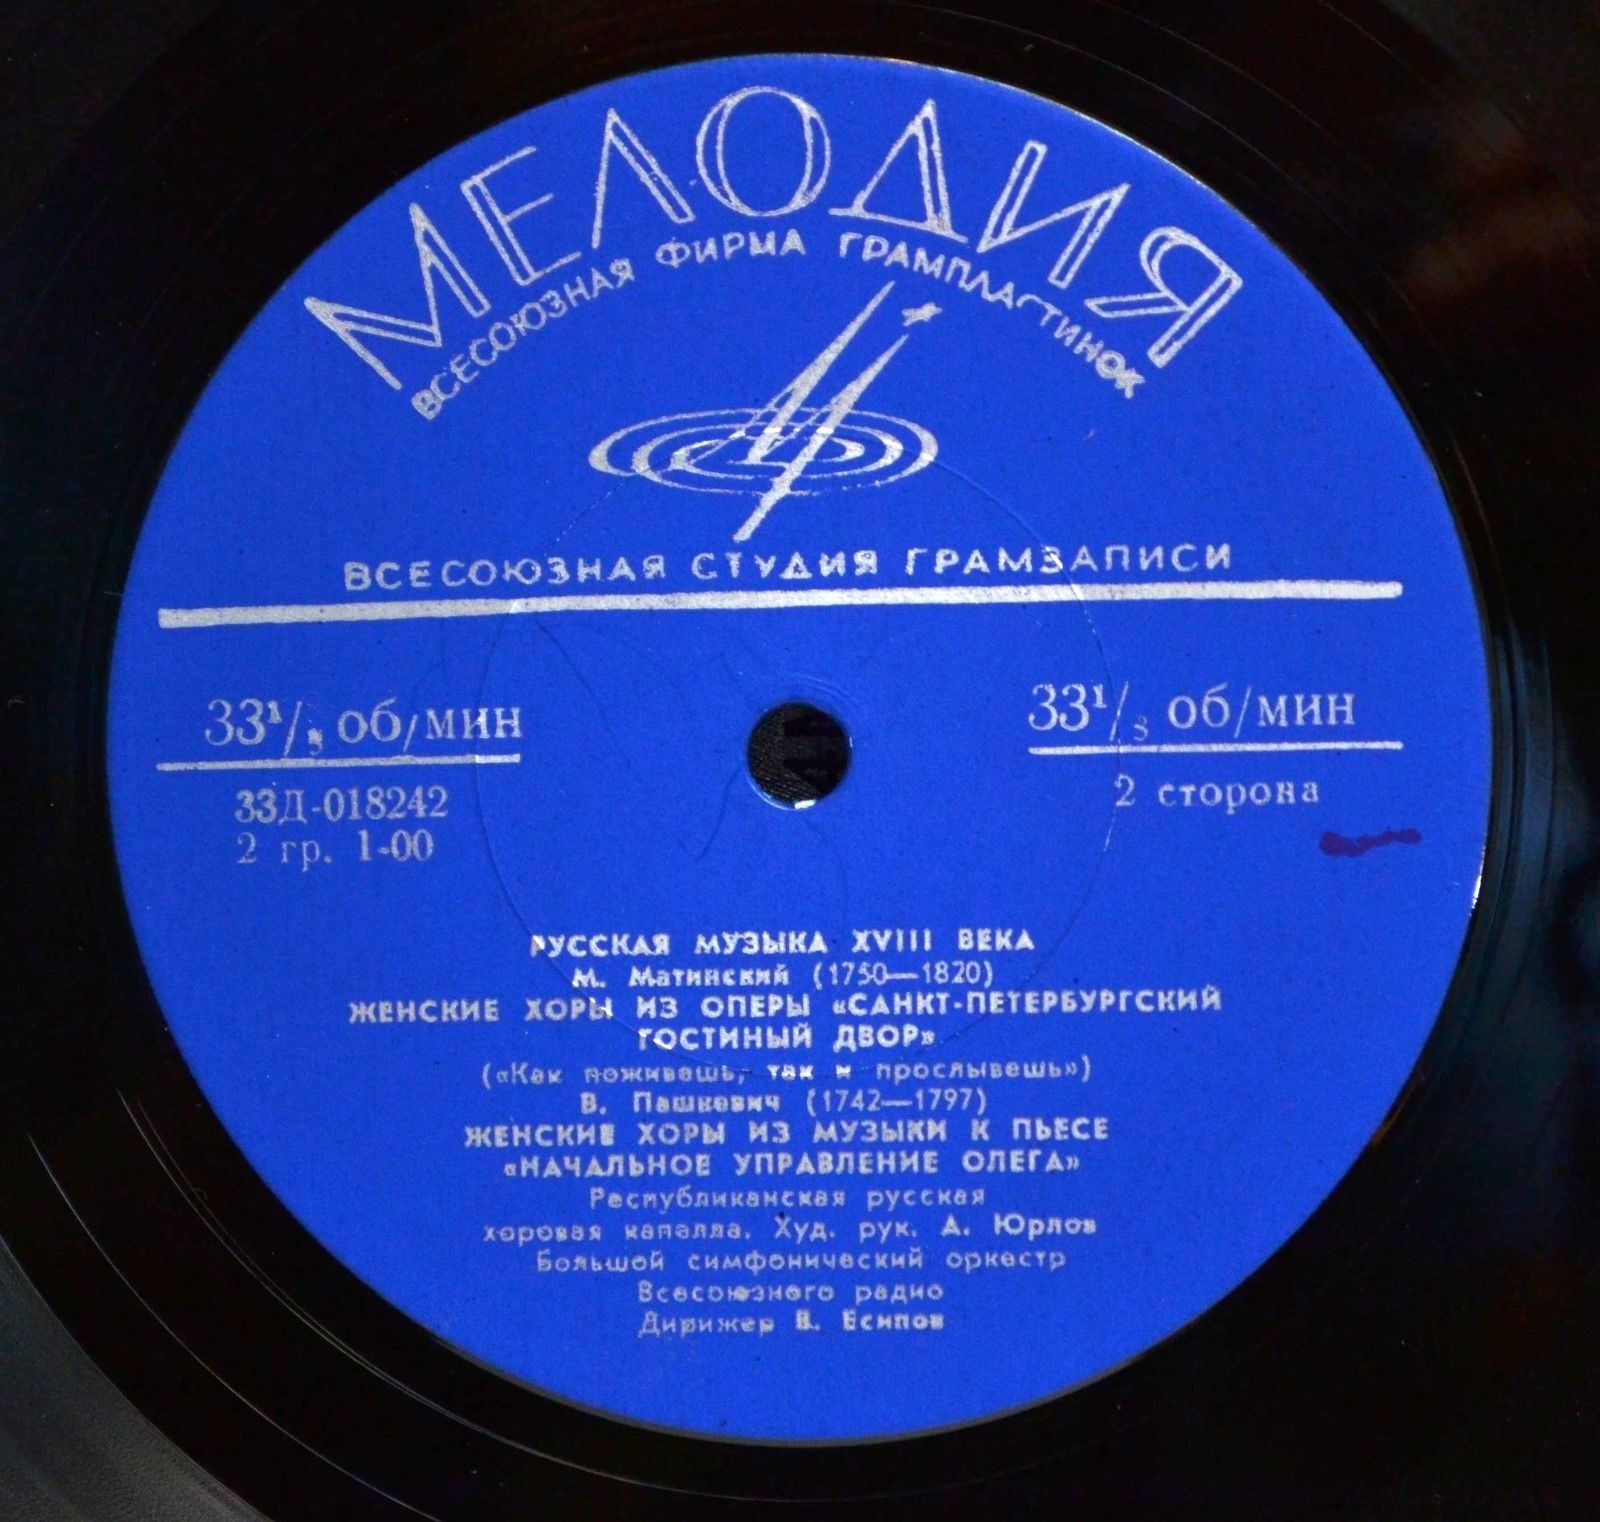 МЕЛОДИЯ
ВСЕСОЮЗНАЯ ФИРМА ГРАМПЛАСТИНОК
ВСЕСОЮЗНАЯ СТУДИЯ ГРАМЗАПИСИ
33¹/₃ об/мин
33Д-018242
2 гр. 1-00
33¹/₃ об/мин
2 сторона
РУССКАЯ МУЗЫКА XVIII ВЕКА
М. Матинский (1750—1820)
ЖЕНСКИЕ ХОРЫ ИЗ ОПЕРЫ «САНКТ-ПЕТЕРБУРГСКИЙ
ГОСТИНЫЙ ДВОР»
(«Как поживешь, так и прослывешь»)
В. Пашкевич (1742—1797)
ЖЕНСКИЕ ХОРЫ ИЗ МУЗЫКИ К ПЬЕСЕ
«НАЧАЛЬНОЕ УПРАВЛЕНИЕ ОЛЕГА»
Республиканская русская
хоровая капелла. Худ. рук. А. Юрлов
Большой симфонический оркестр
Всесоюзного радио
Дирижер В. Есипов